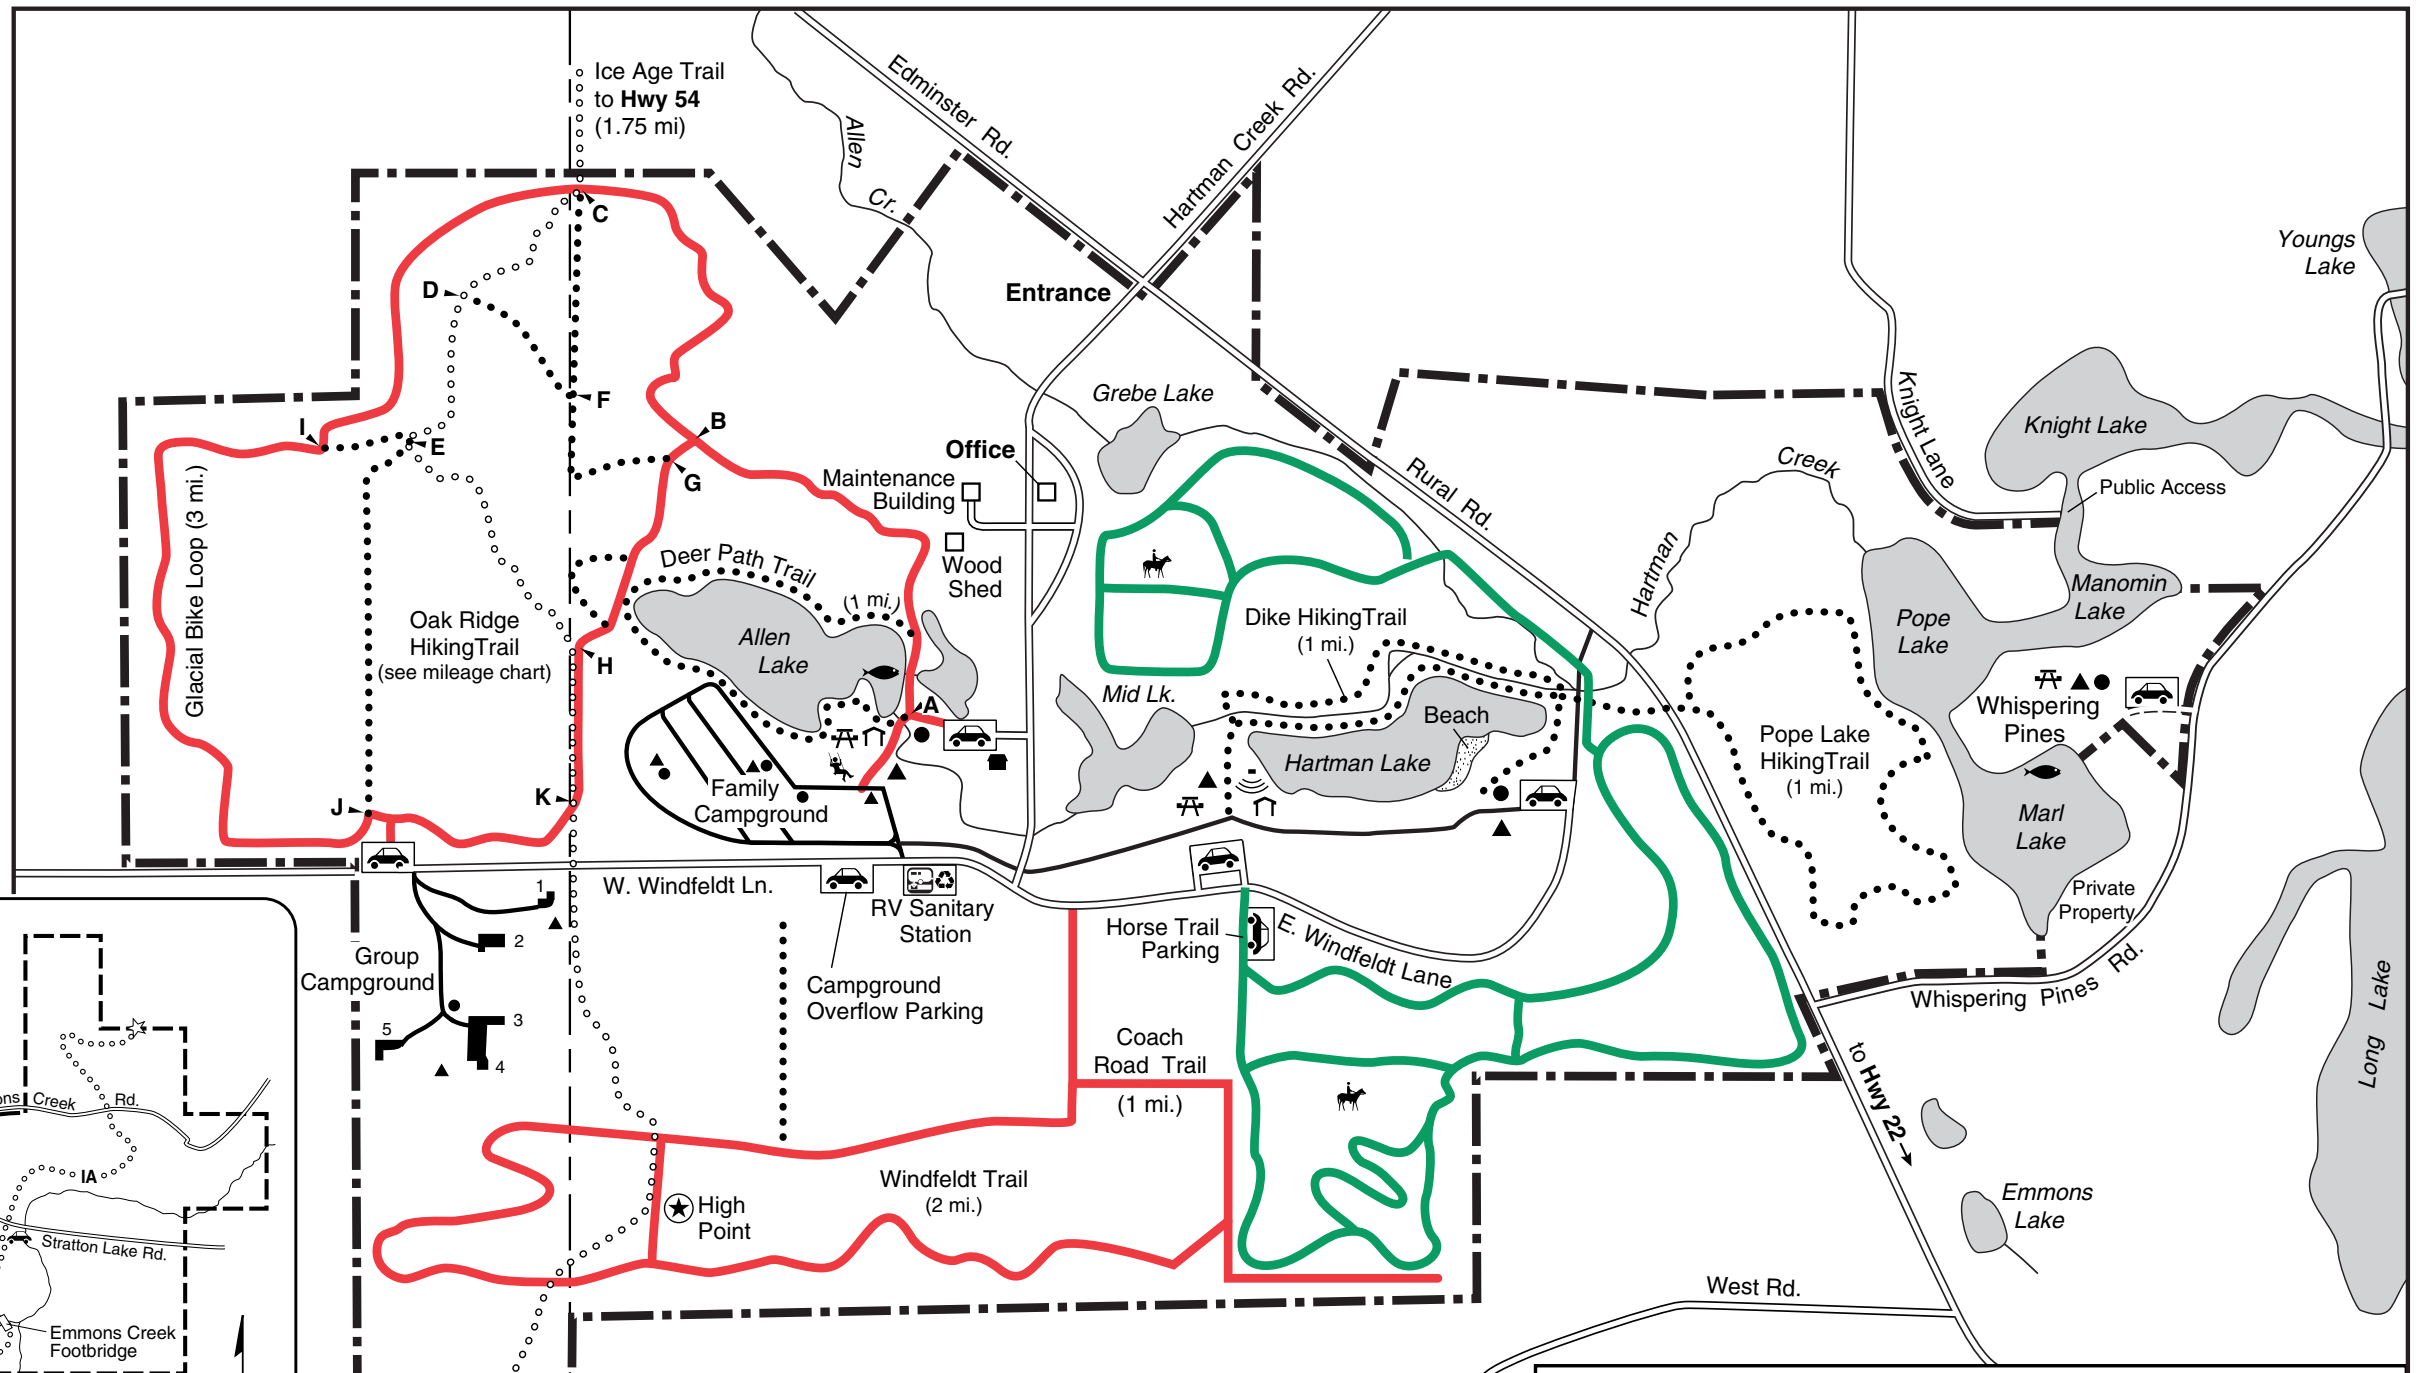 Ice Age Trail
to Hwy 54
(1.75 mi)
Edminster Rd.
Hartman Creek Rd.
Allen
Cr.
C
D
Entrance
Youngs
Lake
F
I
E
B
G
Grebe Lake
Office
Maintenance
Building
Wood
Shed
Rural Rd.
Knight Lane
Knight Lake
Creek
Hartman
Public Access
Manomin
Lake
Pope
Lake
Glacial Bike Loop (3 mi.)
Oak Ridge
HikingTrail
(see mileage chart)
Deer Path Trail
(1 mi.)
Allen
Lake
H
A
Dike HikingTrail
(1 mi.)
Mid Lk.
Beach
Hartman Lake
Pope Lake
HikingTrail
(1 mi.)
Whispering
Pines
Marl
Lake
Private
Property
J
K
Family
Campground
W. Windfeldt Ln.
RV Sanitary
Station
Campground
Overflow Parking
Horse Trail
Parking
E. Windfeldt Lane
Whispering Pines Rd.
Long Lake
Group
Campground
1
2
3
4
5
Coach
Road Trail
(1 mi.)
to Hwy 22
Windfeldt Trail
(2 mi.)
High
Point
Emmons
Lake
West Rd.
ons Creek Rd.
IA
Stratton Lake Rd.
Emmons Creek
Footbridge